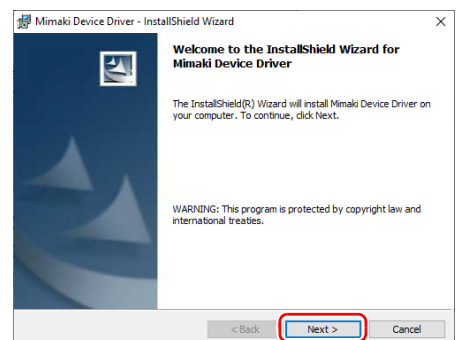 Mimaki Device Driver - InstallShield Wizard
Welcome to the InstallShield Wizard for
Mimaki Device Driver
The InstallShield(R) Wizard will install Mimaki Device Driver on
your computer. To continue, click Next.
WARNING: This program is protected by copyright law and
international treaties.
< Back Next > Cancel